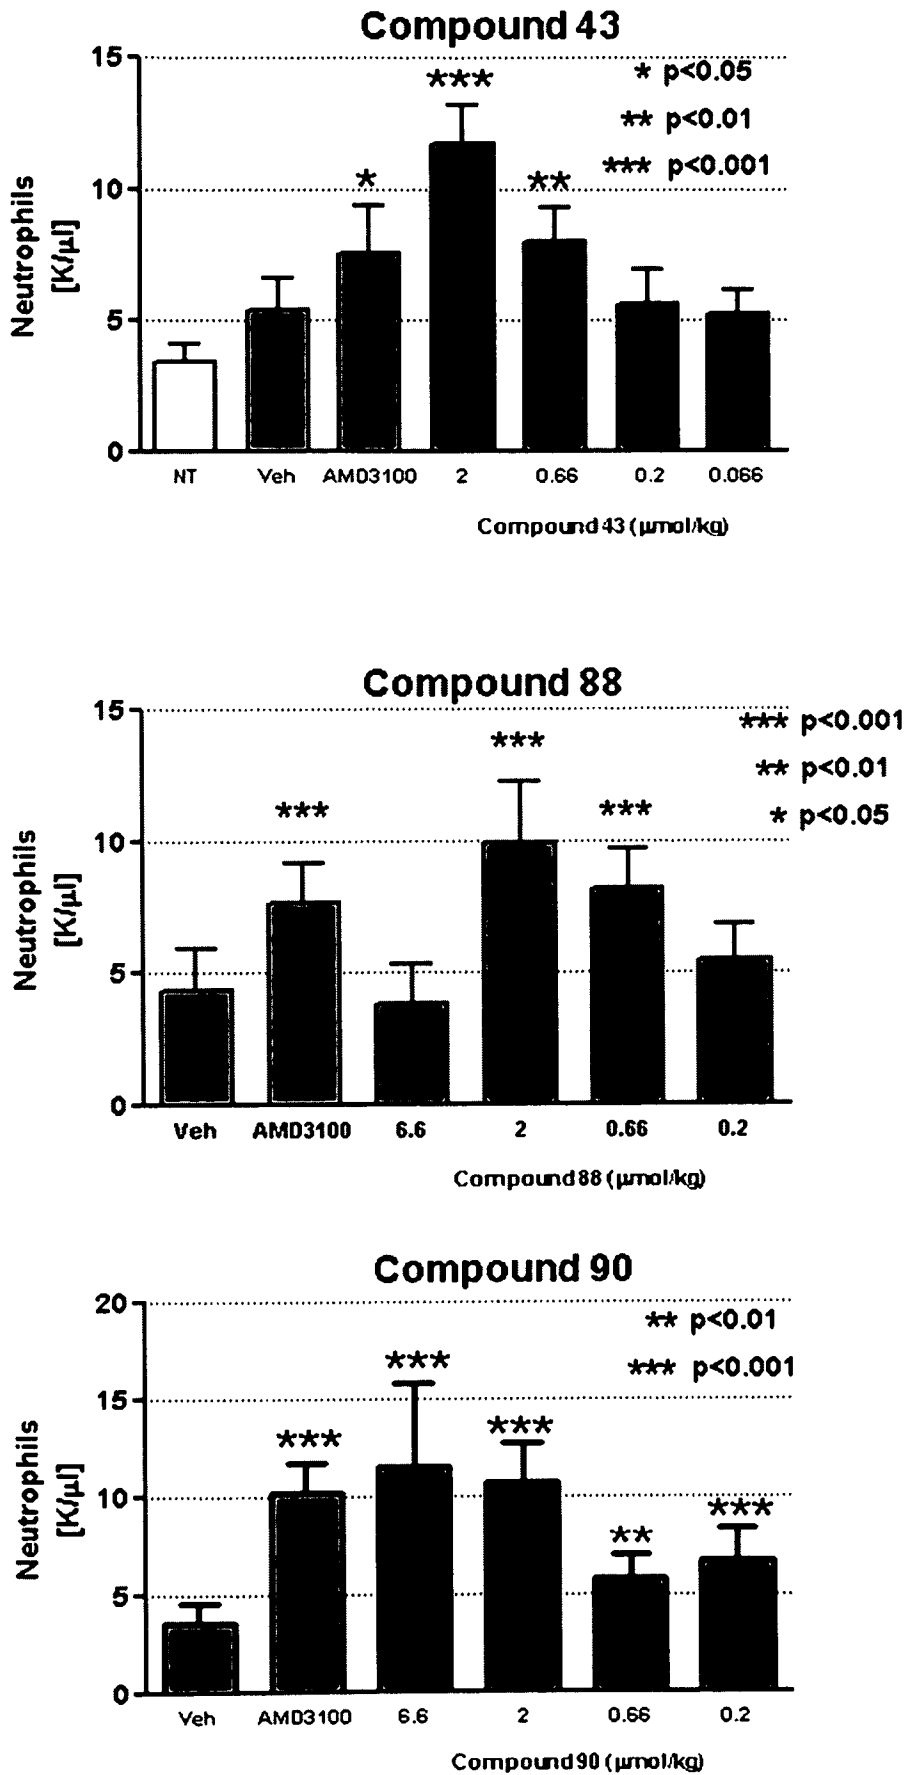 Compound 43
15
***
* p<0.05
** p<0.01
*** p<0.001
*
**
10
Neutrophils
[K/µl]
5
0
NT Veh AMD3100 2 0.66 0.2 0.066
Compound 43 (µmol/kg)
Compound 88
15
*** p<0.001
** p<0.01
* p<0.05
***
***
***
10
Neutrophils
[K/µl]
5
0
Veh AMD3100 6.6 2 0.66 0.2
Compound 88 (µmol/kg)
Compound 90
20
** p<0.01
*** p<0.001
***
15
***
***
10
**
***
Neutrophils
[K/µl]
5
0
Veh AMD3100 6.6 2 0.66 0.2
Compound 90 (µmol/kg)